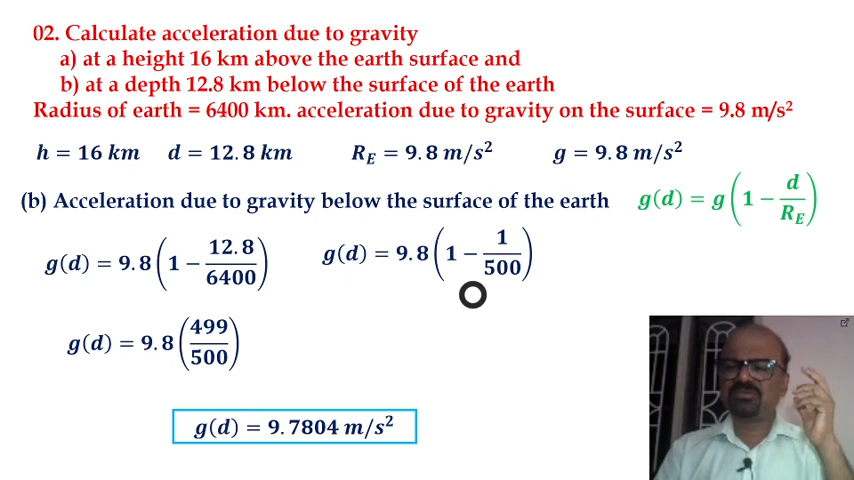 02. Calculate acceleration due to gravity
a) at a height 16 km above the earth surface and
b) at a depth 12.8 km below the surface of the earth
Radius of earth = 6400 km. acceleration due to gravity on the surface = 9.8 m/s²
h = 16 km d = 12.8 km R_E = 9.8 m/s² g = 9.8 m/s²
(b) Acceleration due to gravity below the surface of the earth g(d) = g(1 − d/R_E)
g(d) = 9.8(1 − 12.8/6400) g(d) = 9.8(1 − 1/500)
g(d) = 9.8(499/500)
g(d) = 9.7804 m/s²